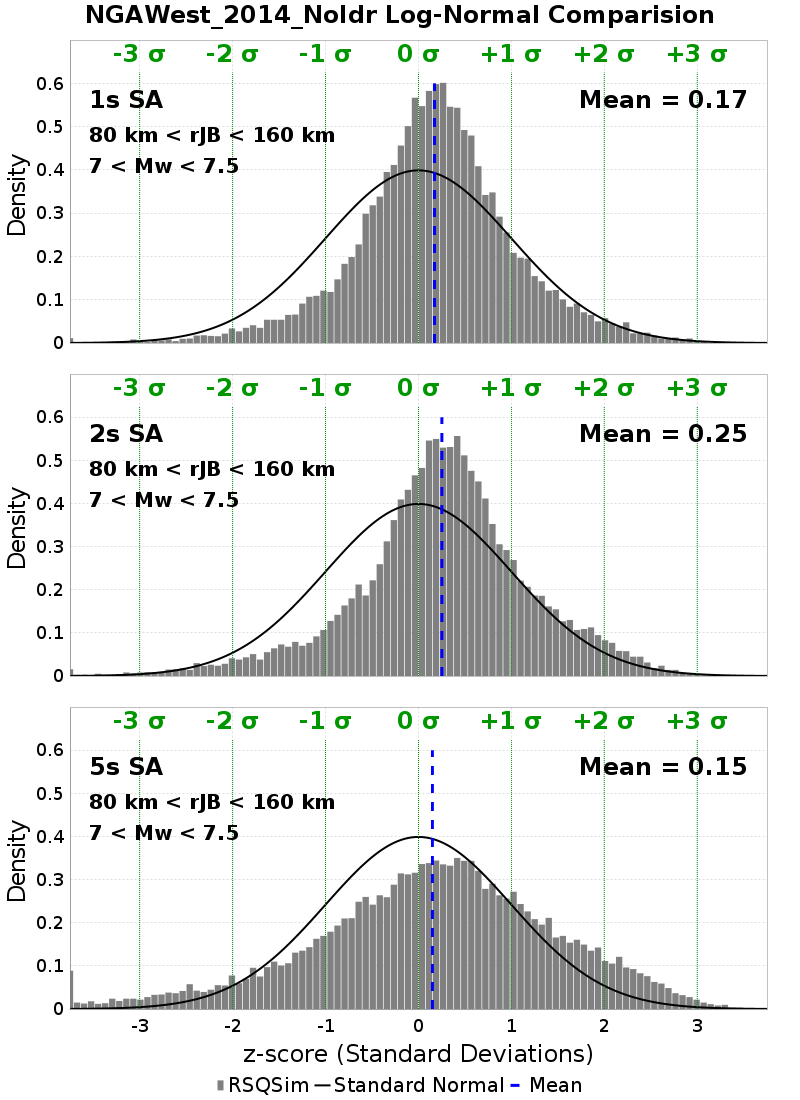 NGAWest_2014_NoIdr Log-Normal Comparision
-3 σ -2 σ -1 σ 0 σ +1 σ +2 σ +3 σ
1s SA
Mean = 0.17
80 km < rJB < 160 km
7 < Mw < 7.5
Density
0.6
0.5
0.4
0.3
0.2
0.1
0
-3 σ -2 σ -1 σ 0 σ +1 σ +2 σ +3 σ
2s SA
Mean = 0.25
80 km < rJB < 160 km
7 < Mw < 7.5
Density
0.6
0.5
0.4
0.3
0.2
0.1
0
-3 σ -2 σ -1 σ 0 σ +1 σ +2 σ +3 σ
5s SA
Mean = 0.15
80 km < rJB < 160 km
7 < Mw < 7.5
Density
0.6
0.5
0.4
0.3
0.2
0.1
0
-3 -2 -1 0 1 2 3
z-score (Standard Deviations)
RSQSim Standard Normal Mean